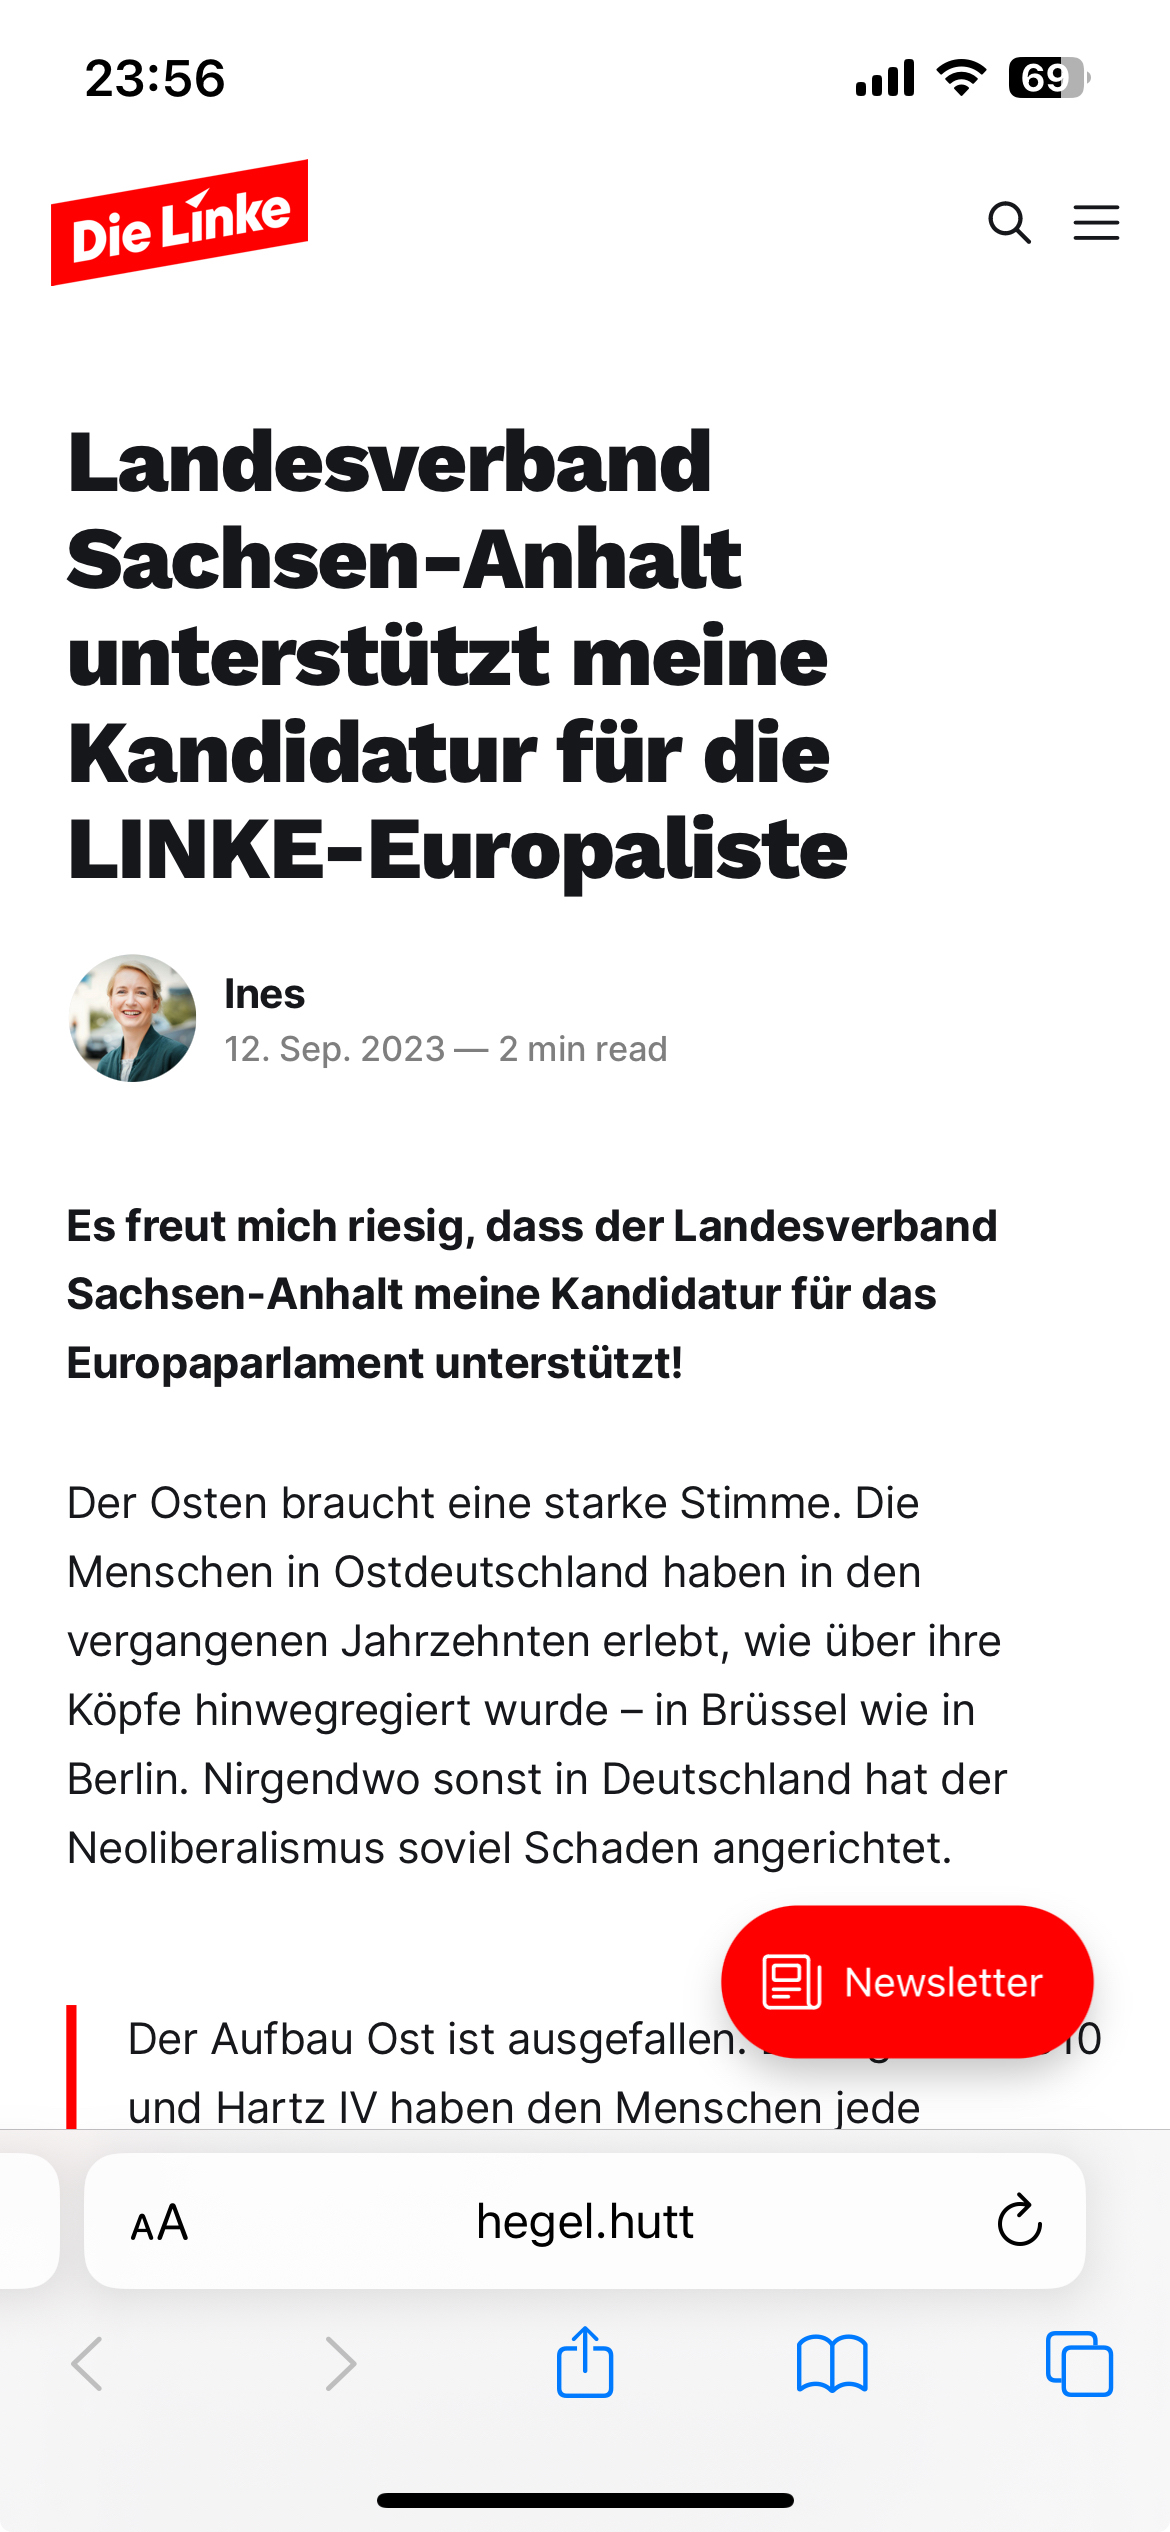 23:56
69
Die Linke
Landesverband
Sachsen-Anhalt
unterstützt meine
Kandidatur für die
LINKE-Europaliste
Ines
12. Sep. 2023 — 2 min read
Es freut mich riesig, dass der Landesverband
Sachsen-Anhalt meine Kandidatur für das
Europaparlament unterstützt!
Der Osten braucht eine starke Stimme. Die
Menschen in Ostdeutschland haben in den
vergangenen Jahrzehnten erlebt, wie über ihre
Köpfe hinwegregiert wurde – in Brüssel wie in
Berlin. Nirgendwo sonst in Deutschland hat der
Neoliberalismus soviel Schaden angerichtet.
Newsletter
Der Aufbau Ost ist ausgefallen.
und Hartz IV haben den Menschen jede
AA
hegel.hutt